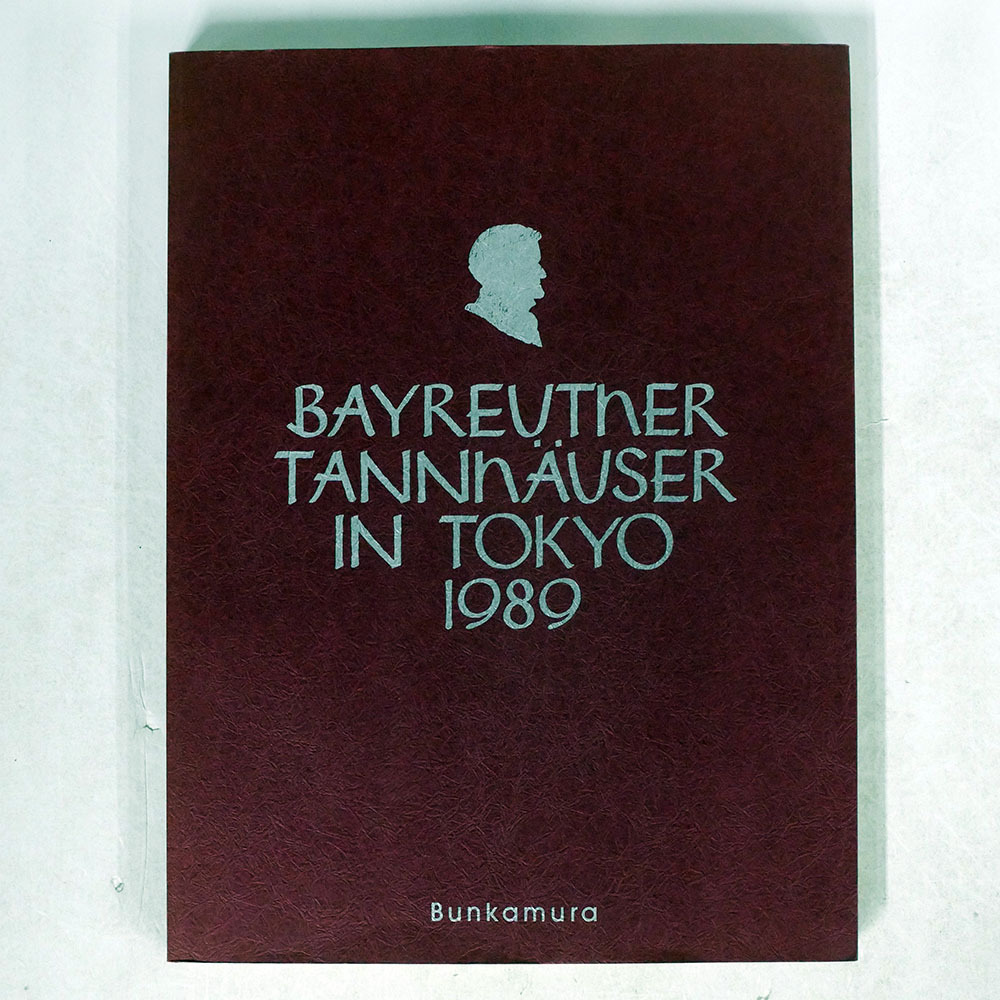 BAYREUThER
TANNhÄUSER
IN TOKYO
1989
Bunkamura